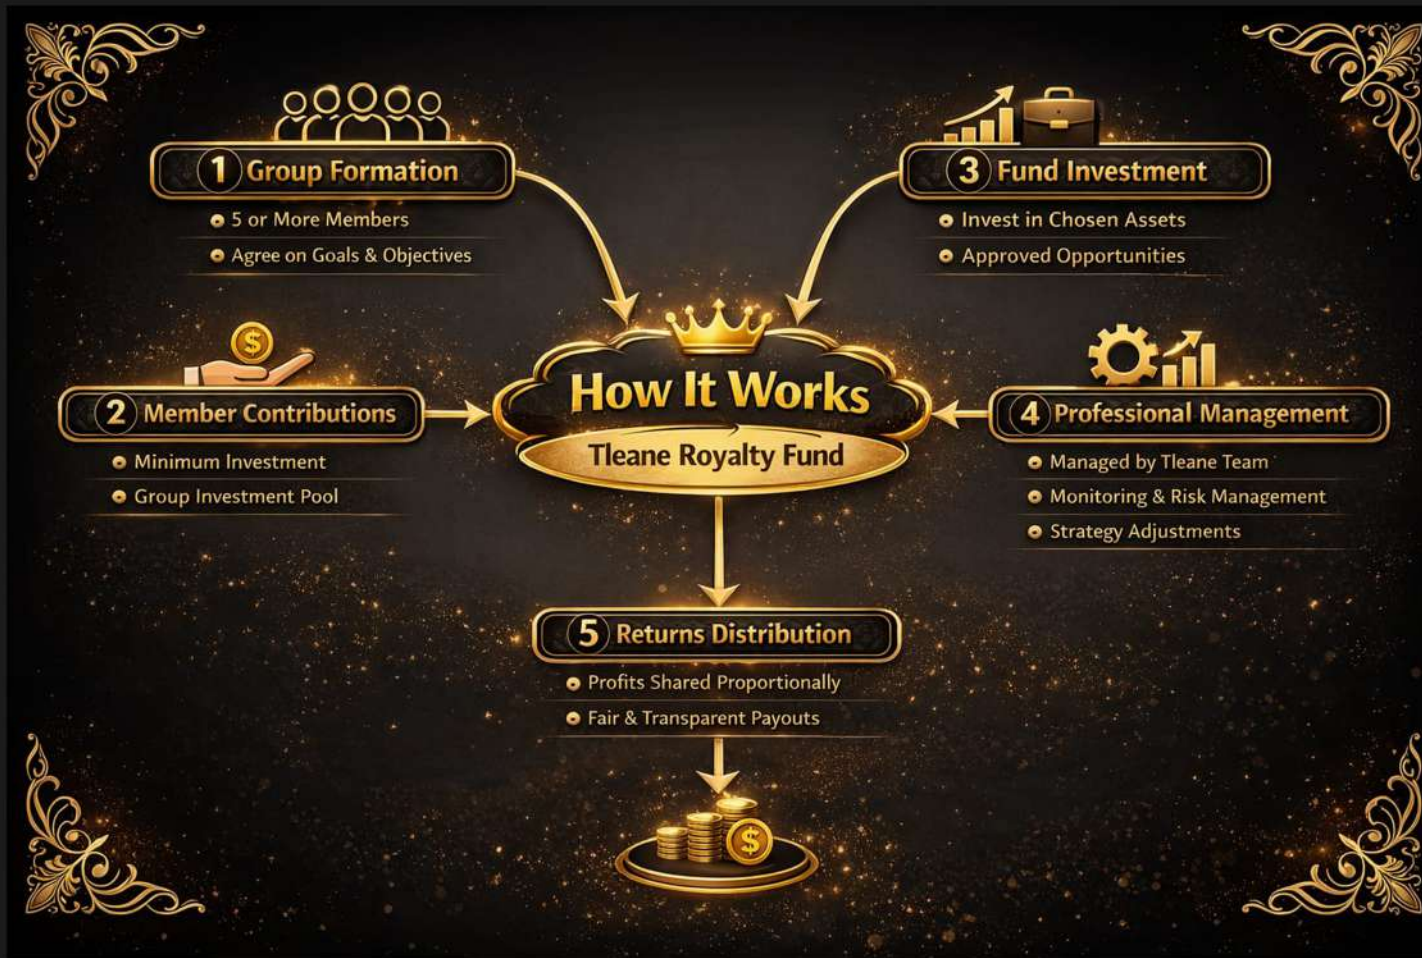 1 Group Formation
5 or More Members
Agree on Goals & Objectives
2 Member Contributions
$
Minimum Investment
Group Investment Pool
3 Fund Investment
Invest in Chosen Assets
Approved Opportunities
4 Professional Management
Managed by Tleane Team
Monitoring & Risk Management
Strategy Adjustments
How It Works
Tleane Royalty Fund
5 Returns Distribution
Profits Shared Proportionally
Fair & Transparent Payouts
$